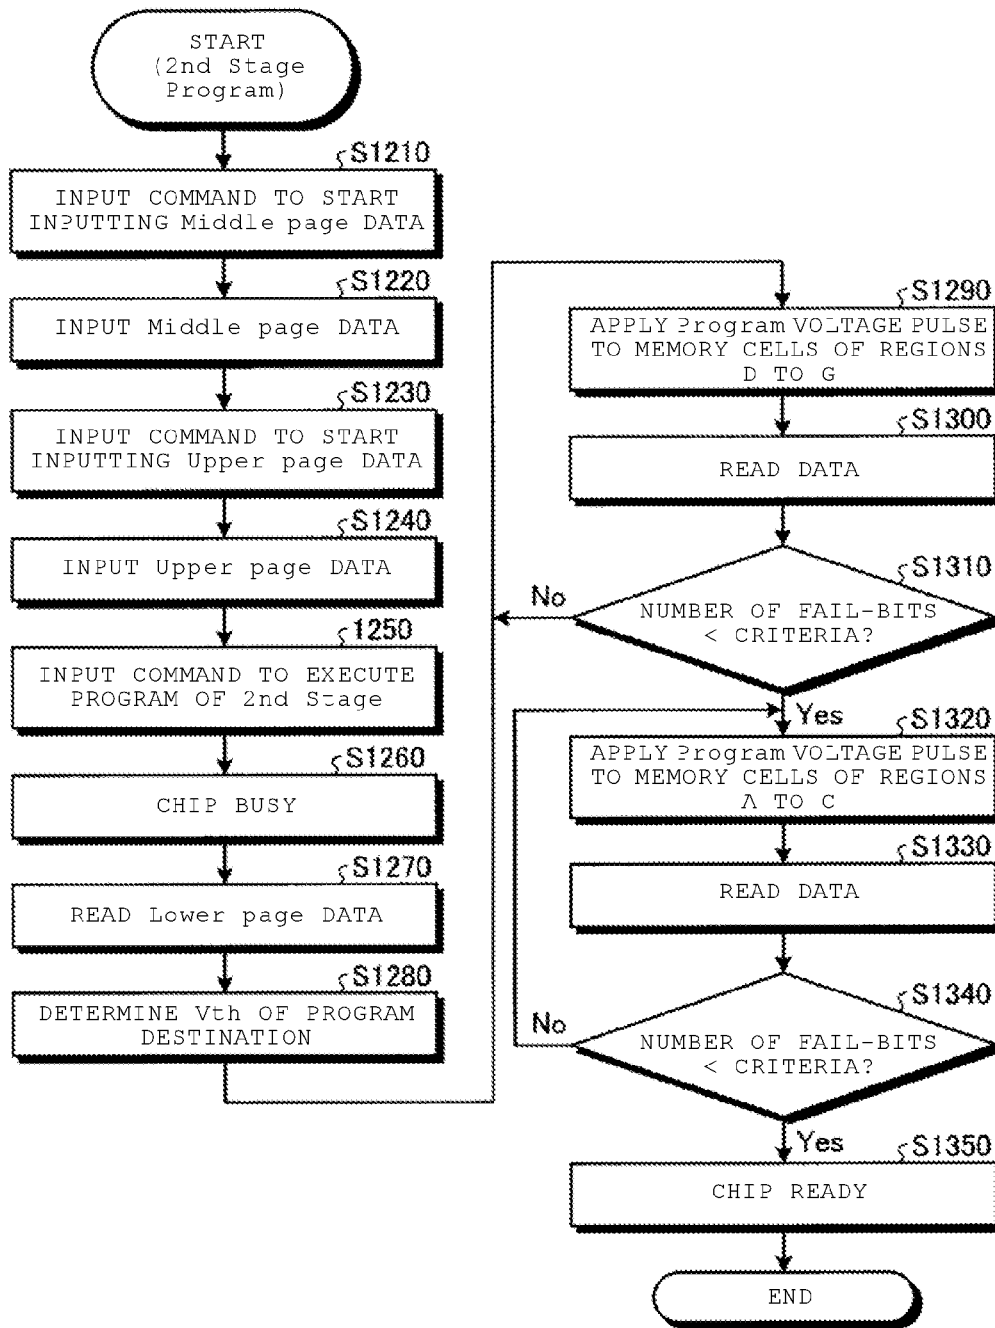 START
(2nd Stage
Program)
S1210
INPUT COMMAND TO START
INPUTTING Middle page DATA
S1220
INPUT Middle page DATA
S1230
INPUT COMMAND TO START
INPUTTING Upper page DATA
S1240
INPUT Upper page DATA
1250
INPUT COMMAND TO EXECUTE
PROGRAM OF 2nd Stage
S1260
CHIP BUSY
S1270
READ Lower page DATA
S1280
DETERMINE Vth OF PROGRAM
DESTINATION
S1290
APPLY Program VOLTAGE PULSE
TO MEMORY CELLS OF REGIONS
D TO G
S1300
READ DATA
S1310
NUMBER OF FAIL-BITS
< CRITERIA?
No
Yes
S1320
APPLY Program VOLTAGE PULSE
TO MEMORY CELLS OF REGIONS
A TO C
S1330
READ DATA
S1340
NUMBER OF FAIL-BITS
< CRITERIA?
No
Yes
S1350
CHIP READY
END